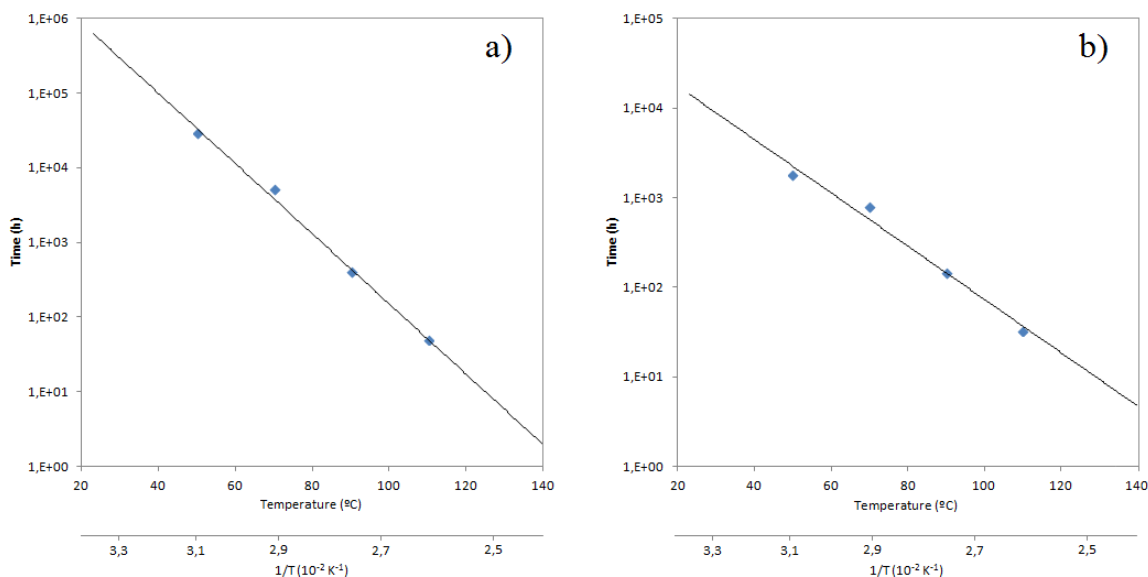 a)
1,E+06
1,E+05
1,E+04
1,E+03
1,E+02
1,E+01
1,E+00
Time (h)
20 40 60 80 100 120 140
Temperature (ºC)
3,3 3,1 2,9 2,7 2,5
1/T (10⁻² K⁻¹)
b)
1,E+05
1,E+04
1,E+03
1,E+02
1,E+01
1,E+00
Time (h)
20 40 60 80 100 120 140
Temperature (ºC)
3,3 3,1 2,9 2,7 2,5
1/T (10⁻² K⁻¹)